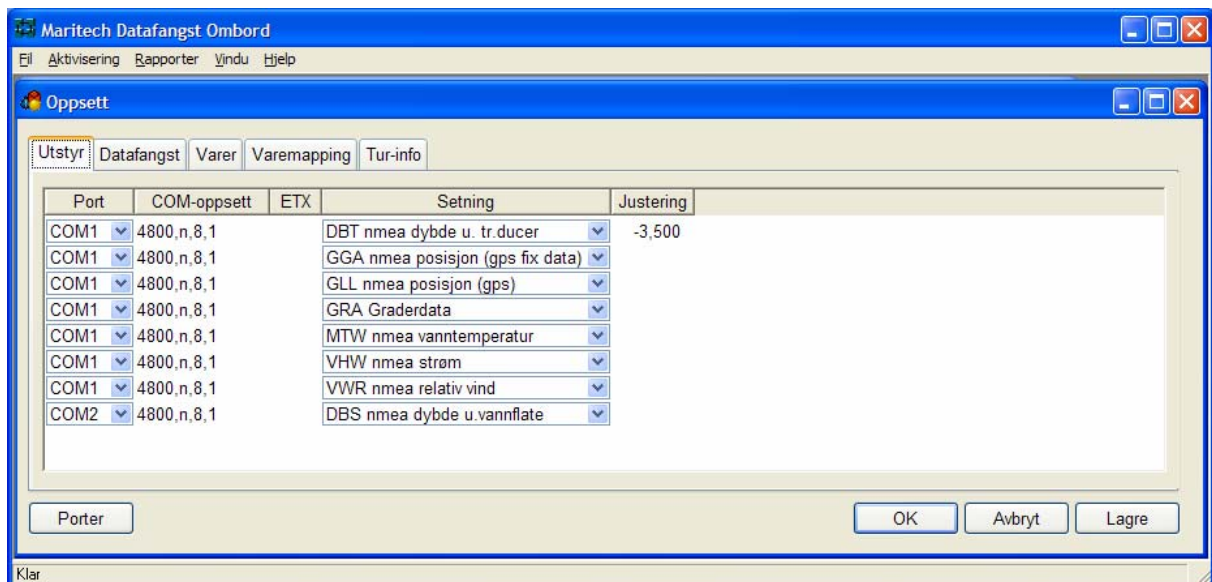 Maritech Datafangst Ombord
Fil Aktivisering Rapporter Vindu Hjelp
Oppsett
Utstyr Datafangst Varer Varemapping Tur-info
Port COM-oppsett ETX Setning Justering
COM1 4800,n,8,1 DBT nmea dybde u. tr.ducer -3,500
COM1 4800,n,8,1 GGA nmea posisjon (gps fix data)
COM1 4800,n,8,1 GLL nmea posisjon (gps)
COM1 4800,n,8,1 GRA Graderdata
COM1 4800,n,8,1 MTW nmea vanntemperatur
COM1 4800,n,8,1 VHW nmea strøm
COM1 4800,n,8,1 VWR nmea relativ vind
COM2 4800,n,8,1 DBS nmea dybde u.vannflate
Porter OK Avbryt Lagre
Klar